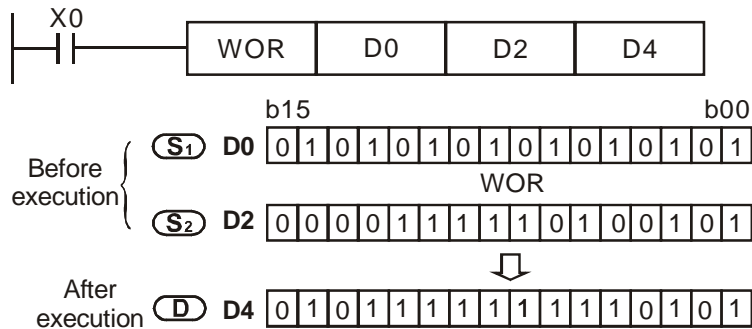 X0
WOR D0 D2 D4
b15 b00
Before execution S1 D0 0 1 0 1 0 1 0 1 0 1 0 1 0 1 0 1
WOR
S2 D2 0 0 0 0 1 1 1 1 1 0 1 0 0 1 0 1
After execution D D4 0 1 0 1 1 1 1 1 1 1 1 1 0 1 0 1